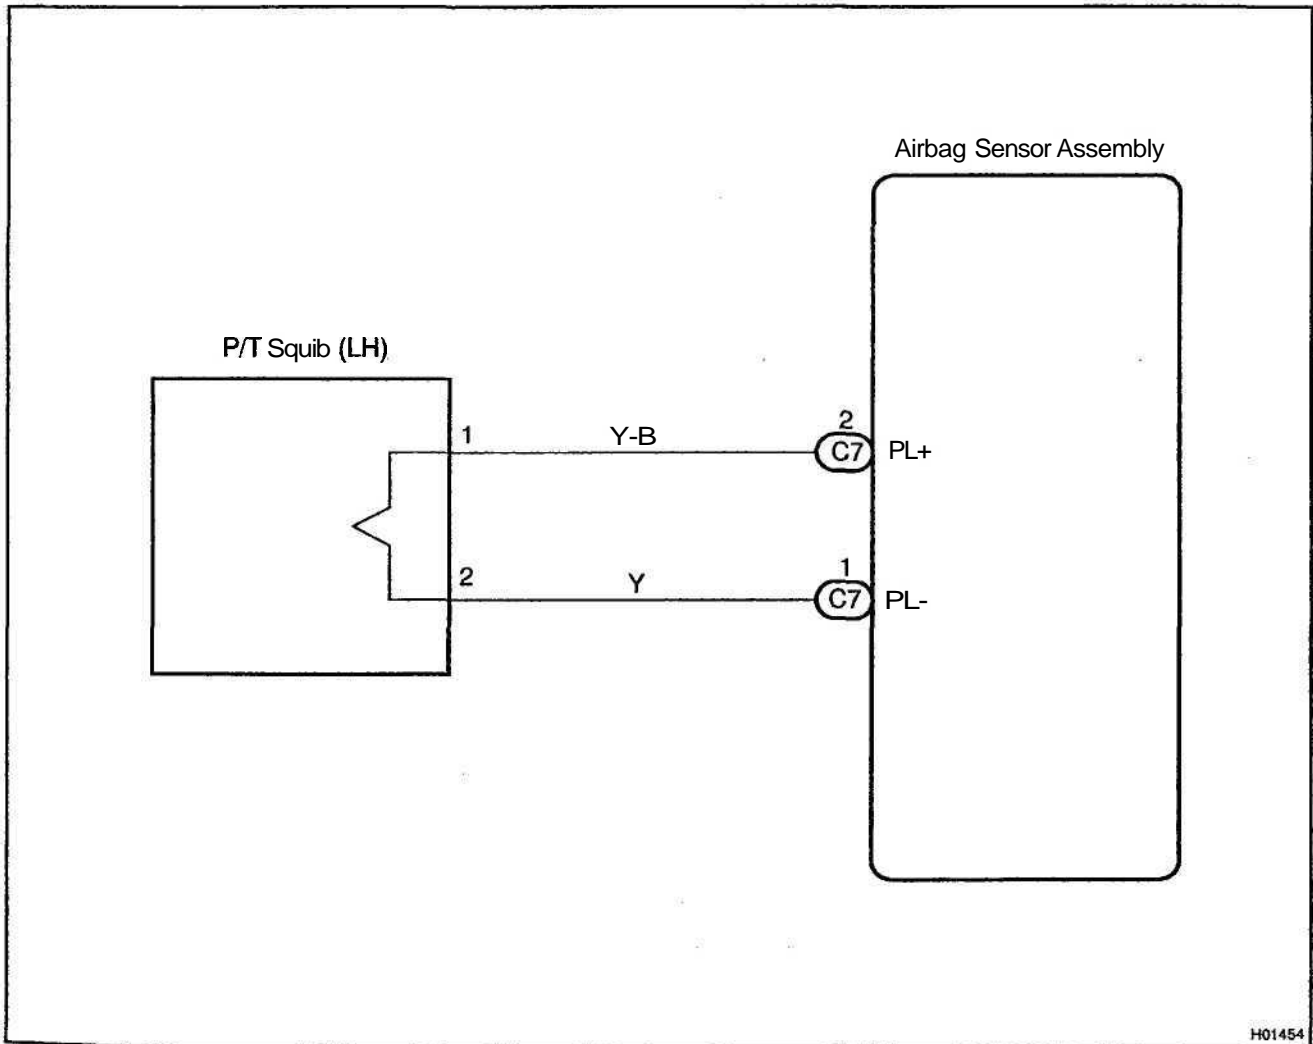 Airbag Sensor Assembly
P/T Squib (LH)
1
Y-B
2
C7
PL+
2
Y
1
C7
PL-
H01454